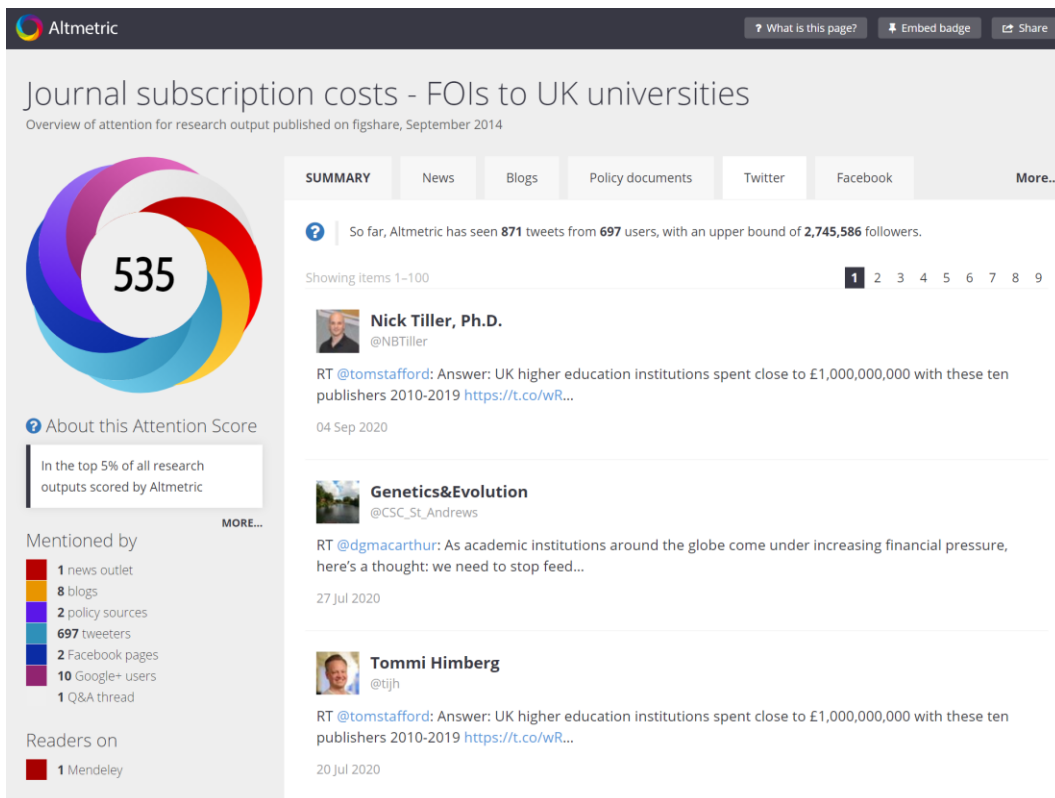 Altmetric
? What is this page?
Embed badge
Share
Journal subscription costs - FOIs to UK universities
Overview of attention for research output published on figshare, September 2014
535
? About this Attention Score
In the top 5% of all research
outputs scored by Altmetric
MORE...
Mentioned by
1 news outlet
8 blogs
2 policy sources
697 tweeters
2 Facebook pages
10 Google+ users
1 Q&A thread
Readers on
1 Mendeley
SUMMARY News Blogs Policy documents Twitter Facebook More..
? So far, Altmetric has seen 871 tweets from 697 users, with an upper bound of 2,745,586 followers.
Showing items 1–100
1 2 3 4 5 6 7 8 9
Nick Tiller, Ph.D.
@NBTiller
RT @tomstafford: Answer: UK higher education institutions spent close to £1,000,000,000 with these ten
publishers 2010-2019 https://t.co/wR...
04 Sep 2020
Genetics&Evolution
@CSC_St_Andrews
RT @dgmacarthur: As academic institutions around the globe come under increasing financial pressure,
here's a thought: we need to stop feed...
27 Jul 2020
Tommi Himberg
@tijh
RT @tomstafford: Answer: UK higher education institutions spent close to £1,000,000,000 with these ten
publishers 2010-2019 https://t.co/wR...
20 Jul 2020